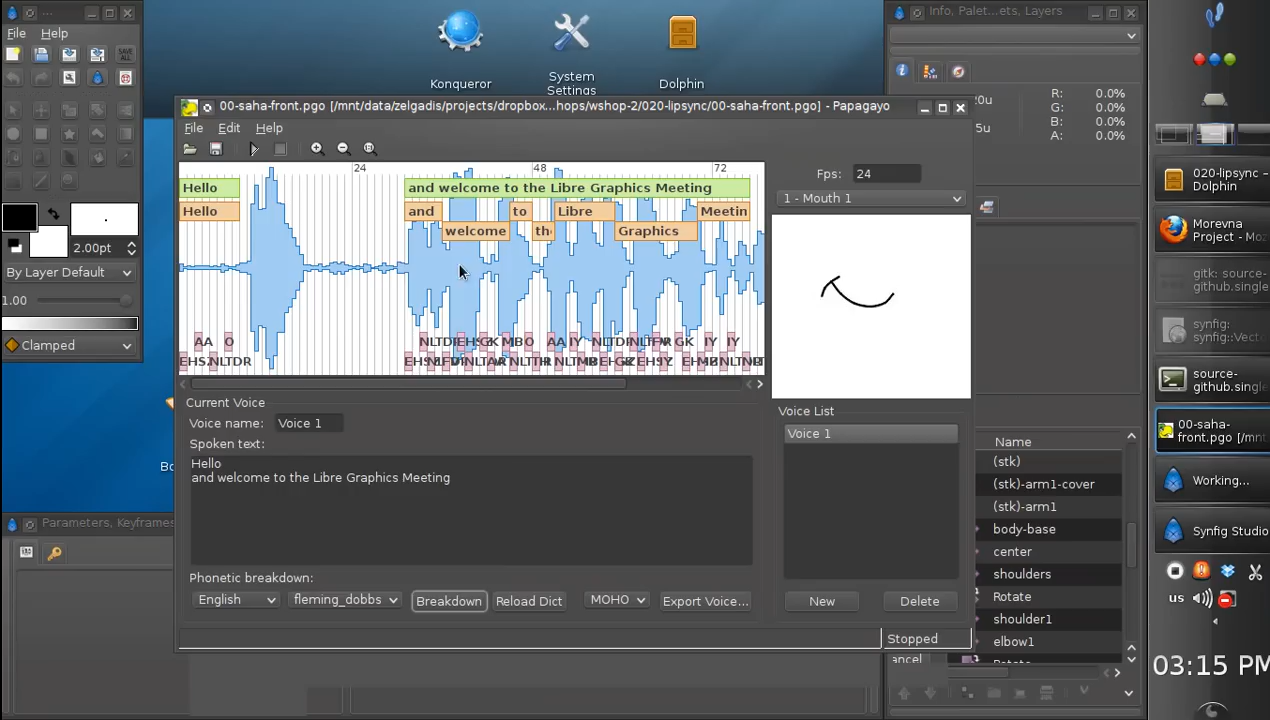 ...
File Help
2.00pt
By Layer Default
1.00
Clamped
Konqueror
System
Settings
Dolphin
Info, Palet...ets, Layers
R: 0.0%
G: 0.0%
B: 0.0%
A: 0.0%
00-saha-front.pgo [/mnt/data/zelgadis/projects/dropbox...hops/wshop-2/020-lipsync/00-saha-front.pgo] - Papagayo
File Edit Help
24 48 72
Hello and welcome to the Libre Graphics Meeting
Hello and to Libre Meetin
welcome Graphics
Fps: 24
1 - Mouth 1
Current Voice
Voice name: Voice 1
Spoken text:
Hello
and welcome to the Libre Graphics Meeting
Phonetic breakdown:
English fleming_dobbs Breakdown Reload Dict MOHO Export Voice...
Voice List
Voice 1
New Delete
Stopped
Parameters, Keyframes
Name
(stk)
(stk)-arm1-cover
(stk)-arm1
body-base
center
shoulders
Rotate
shoulder1
elbow1
ancel
020-lipsync -
Dolphin
Morevna
Project - Mo
gitk: source-
github.single
synfig:
synfig::Vect
source-
github.singl
00-saha-
front.pgo [/mn
Working...
Synfig Studio
us
03:15 PM